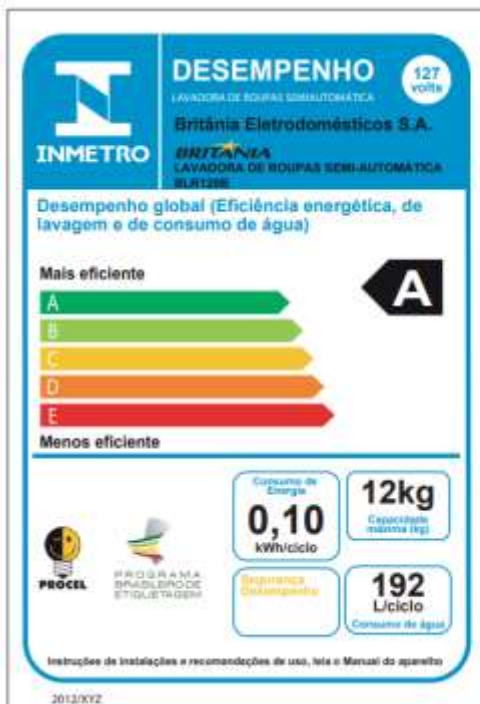 INMETRO
DESEMPENHO
127
volts
LAVADORA DE ROUPAS SEMIAUTOMÁTICA
Britânia Eletrodomésticos S.A.
BRITÂNIA
LAVADORA DE ROUPAS SEMI-AUTOMÁTICA
Desempenho global (Eficiência energética, de
lavagem e de consumo de água)
Mais eficiente
A
A
B
C
D
E
Menos eficiente
Consumo de
Energia
0,10
kWh/ciclo
12kg
Capacidade
máxima (kg)
PROCEL
PROGRAMA
BRASILEIRO DE
ETIQUETAGEM
Segurança
Desempenho
192
L/ciclo
Consumo de água
Instruções de instalações e recomendações de uso, leia o Manual do aparelho
2012/XYZ